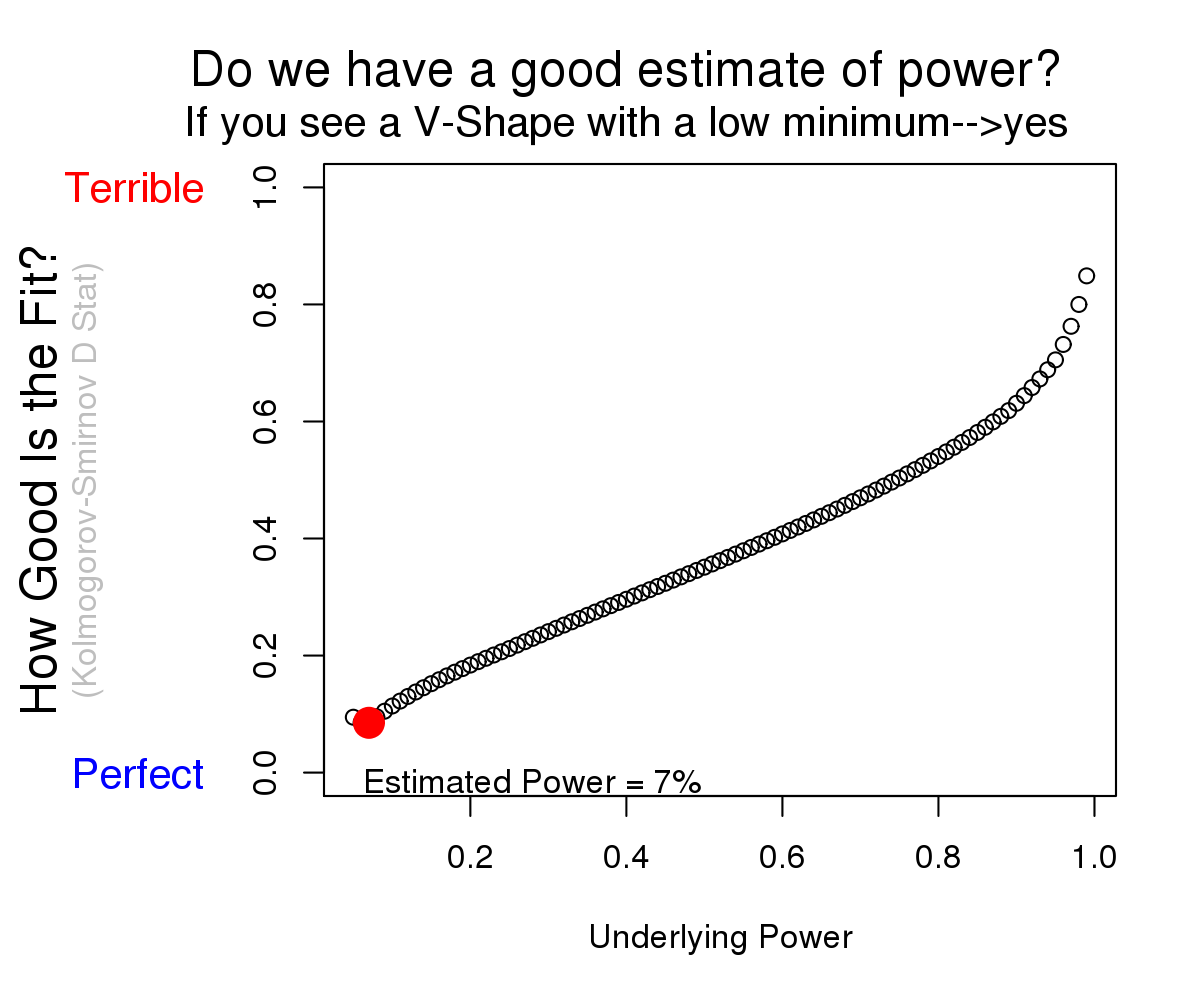 Do we have a good estimate of power?
If you see a V-Shape with a low minimum-->yes
Terrible
How Good Is the Fit?
(Kolmogorov-Smirnov D Stat)
Perfect
1.0
0.8
0.6
0.4
0.2
0.0
Estimated Power = 7%
0.2 0.4 0.6 0.8 1.0
Underlying Power